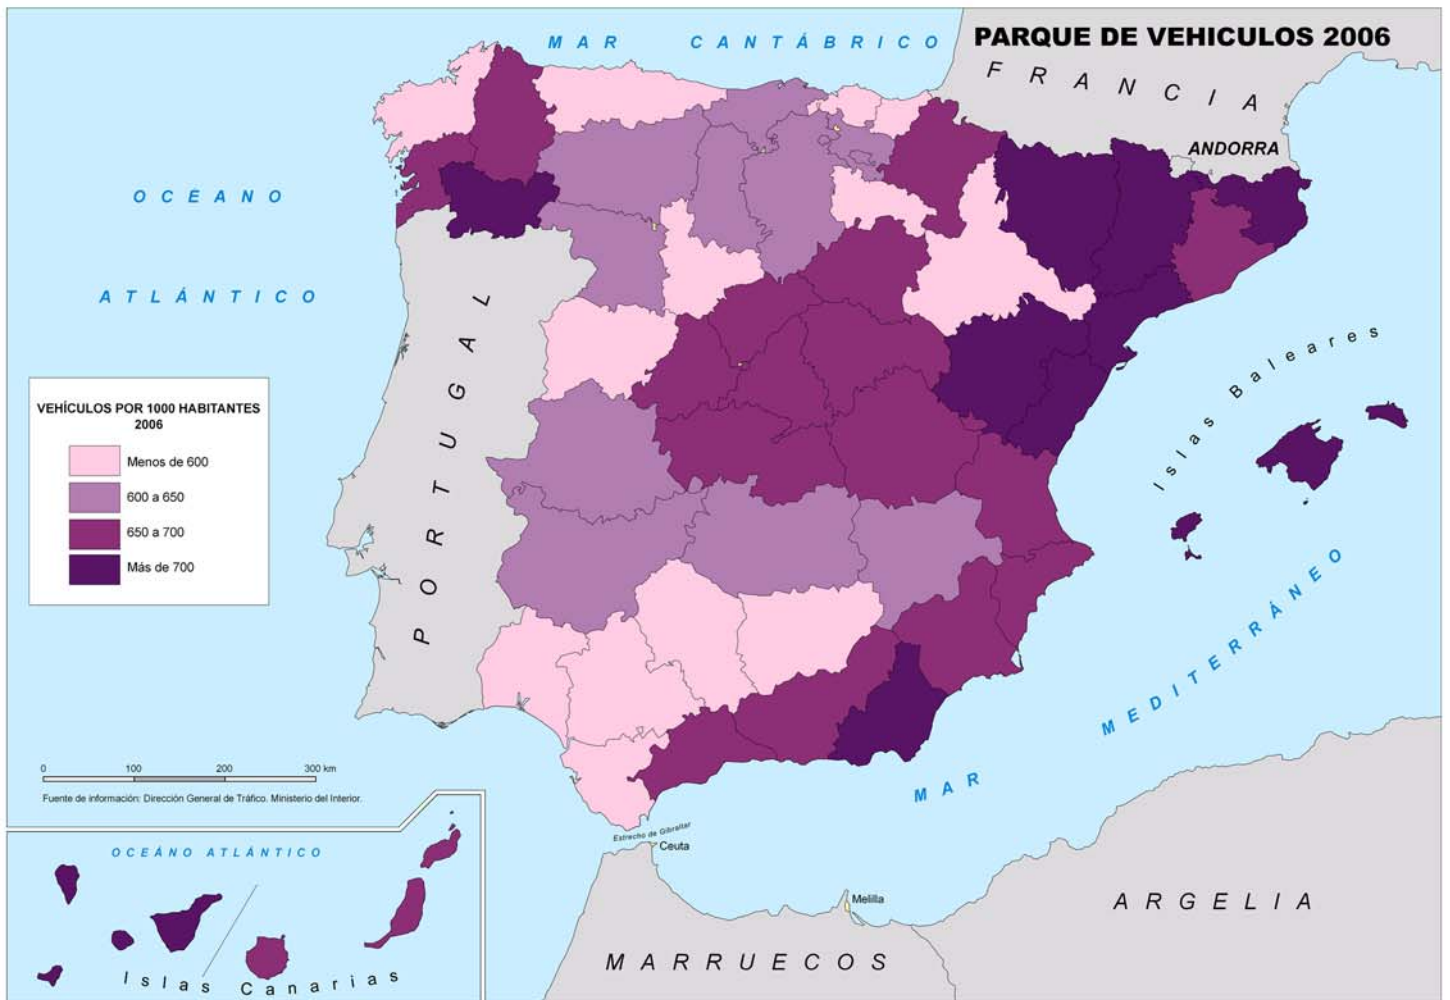 PARQUE DE VEHICULOS 2006
MAR CANTÁBRICO
FRANCIA
ANDORRA
OCÉANO
ATLÁNTICO
PORTUGAL
Islas Baleares
VEHÍCULOS POR 1000 HABITANTES
2006
Menos de 600
600 a 650
650 a 700
Más de 700
MAR MEDITERRÁNEO
0 100 200 300 km
Fuente de información: Dirección General de Tráfico. Ministerio del Interior.
Estrecho de Gibraltar
Ceuta
Melilla
OCEÁNO ATLÁNTICO
Islas Canarias
MARRUECOS
ARGELIA